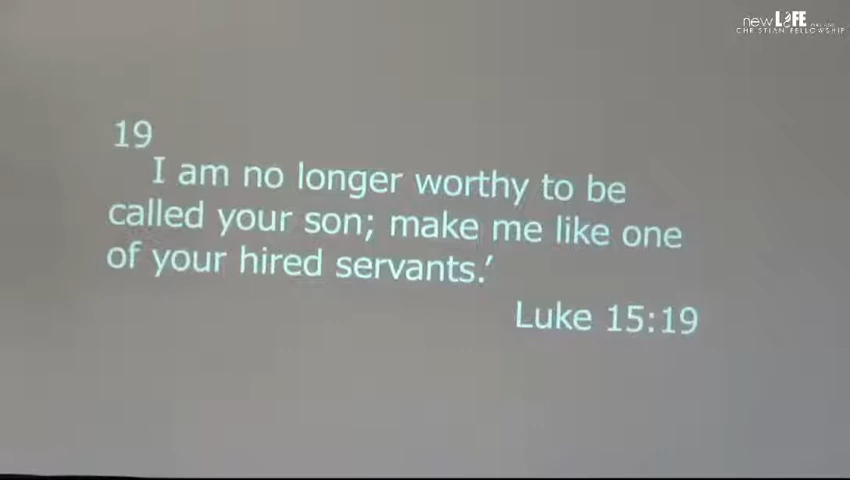 new LIFE
CHRISTIAN FELLOWSHIP
19
I am no longer worthy to be
called your son; make me like one
of your hired servants.’
Luke 15:19